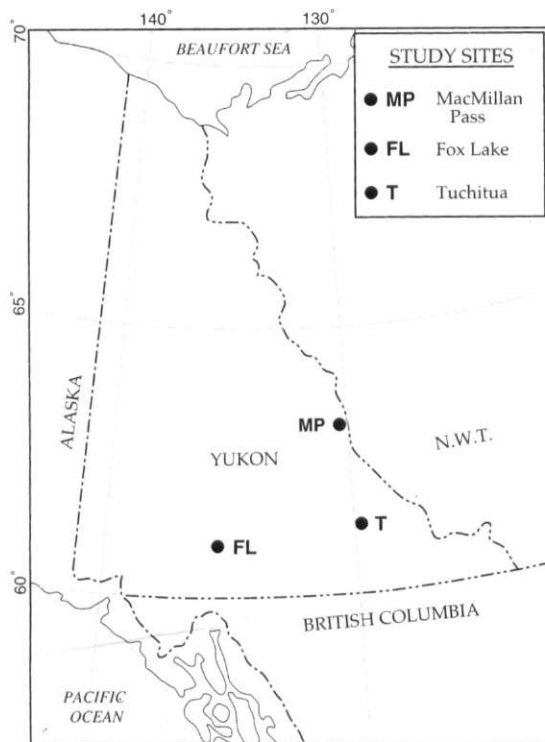 140°
130°
70°
BEAUFORT SEA
STUDY SITES
MP MacMillan
Pass
FL Fox Lake
T Tuchitua
65°
ALASKA
MP
N.W.T.
YUKON
T
FL
60°
BRITISH COLUMBIA
PACIFIC
OCEAN